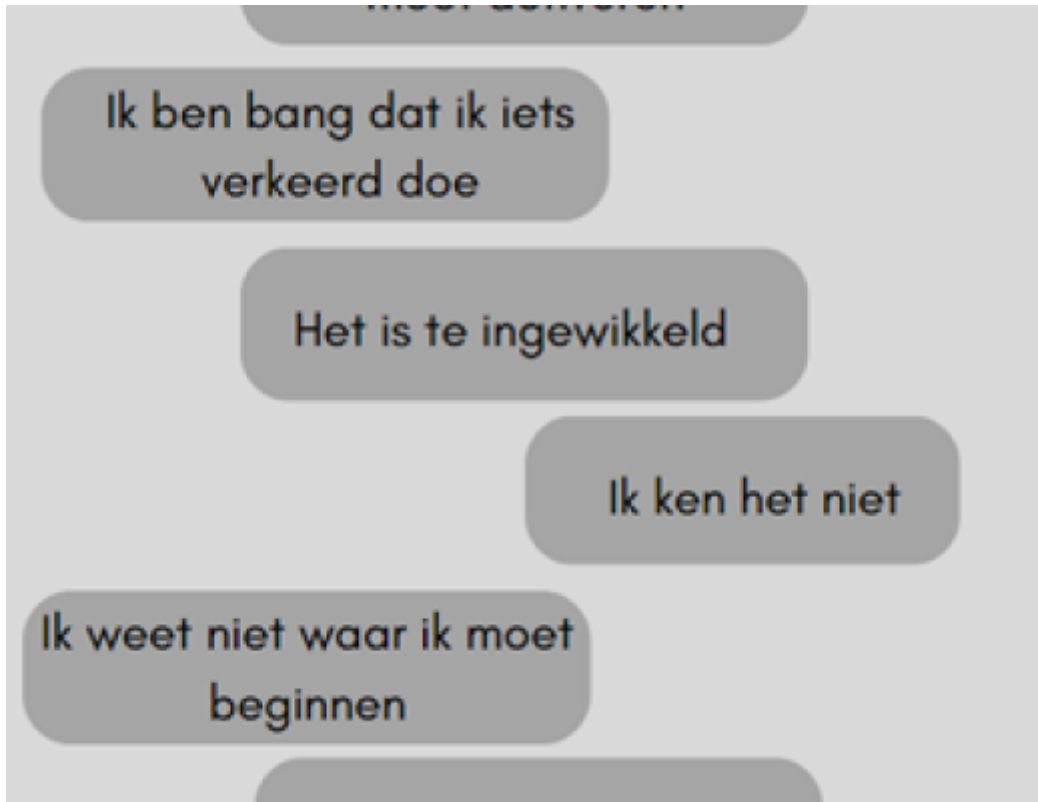 Ik ben bang dat ik iets
verkeerd doe
Het is te ingewikkeld
Ik ken het niet
Ik weet niet waar ik moet
beginnen